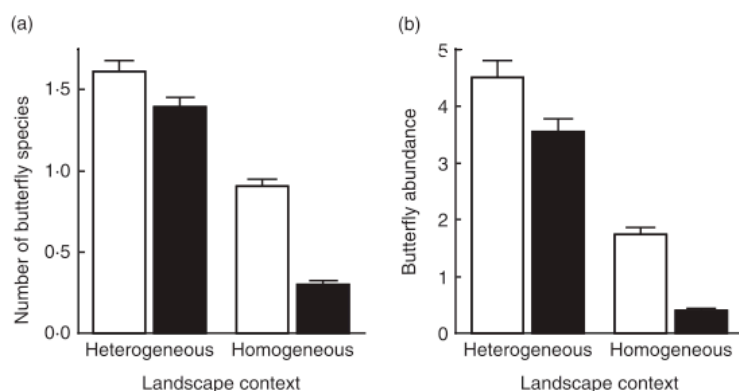 (a)
Number of butterfly species
1·5
1·0
0·5
0·0
Heterogeneous Homogeneous
Landscape context
(b)
Butterfly abundance
5
4
3
2
1
0
Heterogeneous Homogeneous
Landscape context